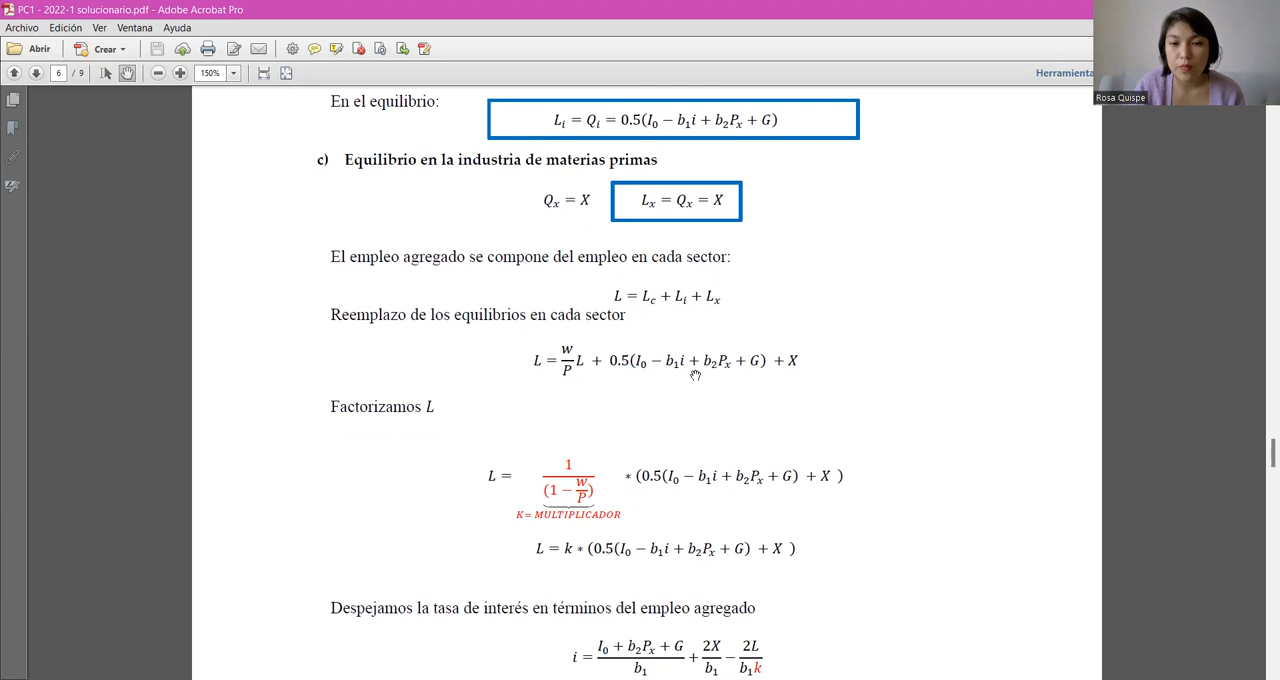 PC1 - 2022-1 solucionario.pdf - Adobe Acrobat Pro
Archivo Edición Ver Ventana Ayuda
Abrir Crear
6 / 9 150% Herramienta
Rosa Quispe
En el equilibrio:
L_i = Q_i = 0.5(I_0 − b_1i + b_2P_x + G)
c) Equilibrio en la industria de materias primas
Q_x = X L_x = Q_x = X
El empleo agregado se compone del empleo en cada sector:
L = L_c + L_i + L_x
Reemplazo de los equilibrios en cada sector
L = w/P L + 0.5(I_0 − b_1i + b_2P_x + G) + X
Factorizamos L
L = 1/(1 − w/P) ∗ (0.5(I_0 − b_1i + b_2P_x + G) + X )
K= MULTIPLICADOR
L = k ∗ (0.5(I_0 − b_1i + b_2P_x + G) + X )
Despejamos la tasa de interés en términos del empleo agregado
i = (I_0 + b_2P_x + G)/b_1 + 2X/b_1 − 2L/b_1k